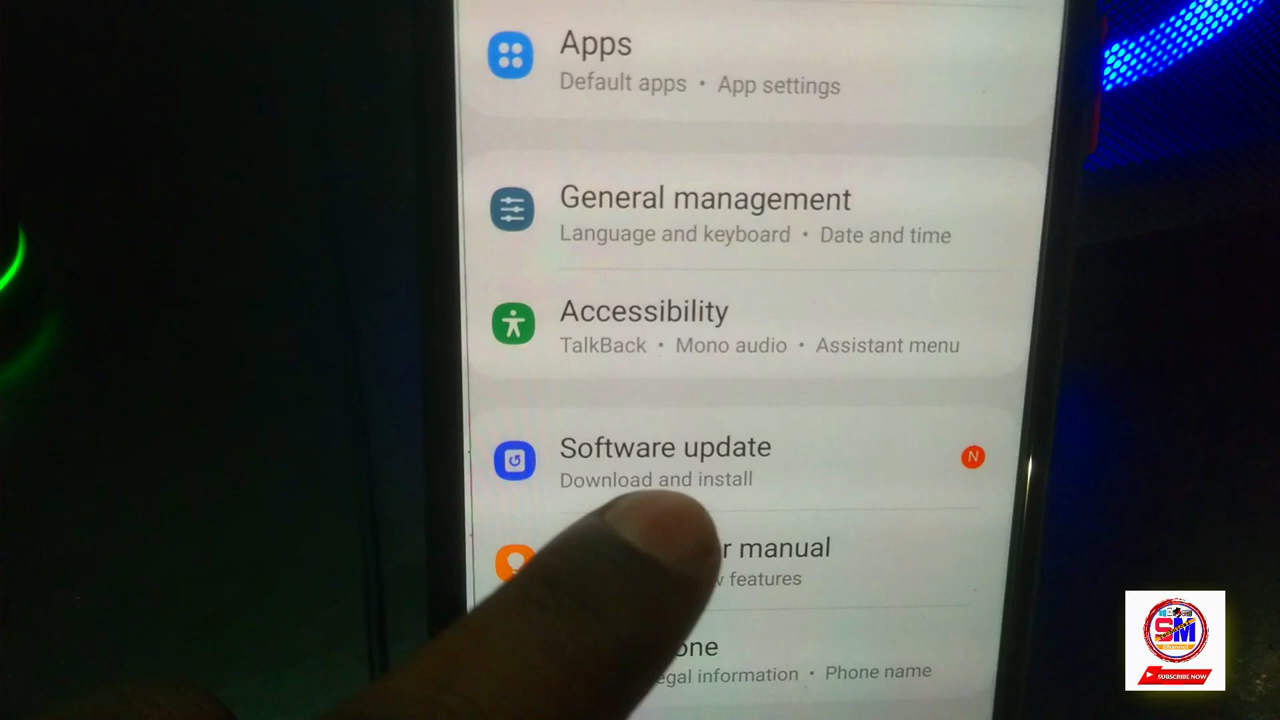 Apps
Default apps • App settings
General management
Language and keyboard • Date and time
Accessibility
TalkBack • Mono audio • Assistant menu
Software update
Download and install
N
r manual
features
one
egal information • Phone name
SM
SUBSCRIBE NOW